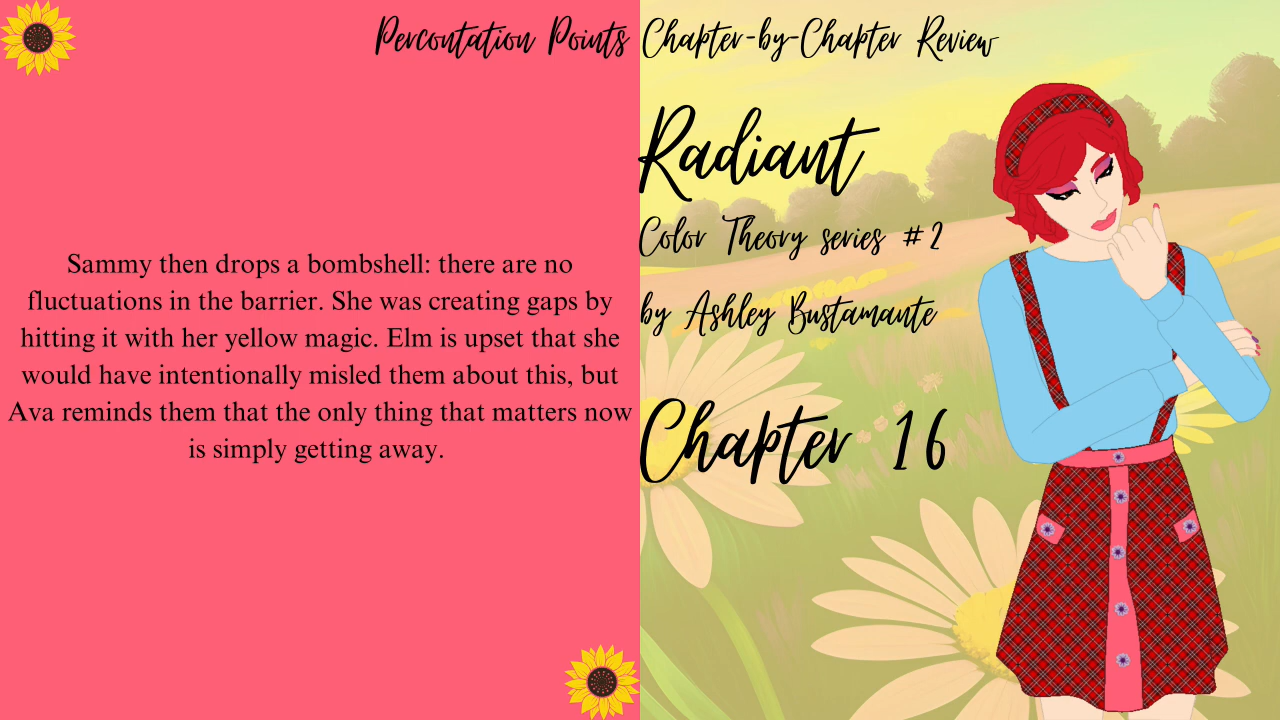 Percontation Points Chapter-by-Chapter Review
Sammy then drops a bombshell: there are no
fluctuations in the barrier. She was creating gaps by
hitting it with her yellow magic. Elm is upset that she
would have intentionally misled them about this, but
Ava reminds them that the only thing that matters now
is simply getting away.
Radiant
Color Theory series #2
by Ashley Bustamante
Chapter 16